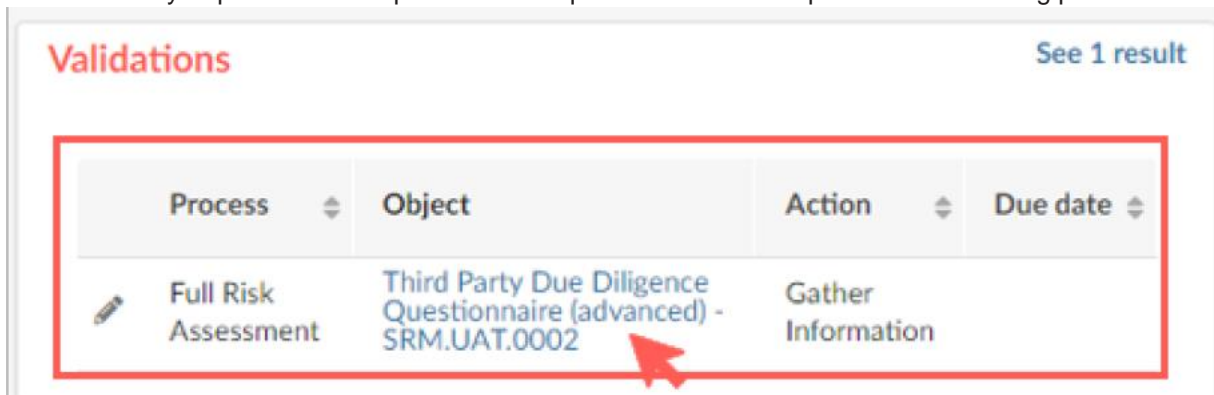 Validations
See 1 result
Process
Object
Action
Due date
Full Risk
Assessment
Third Party Due Diligence
Questionnaire (advanced) -
SRM.UAT.0002
Gather
Information